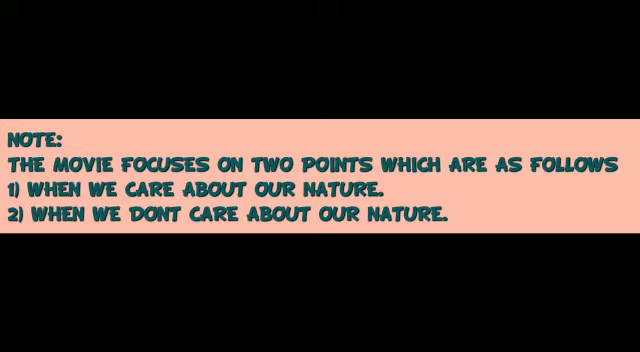 NOTE:
THE MOVIE FOCUSES ON TWO POINTS WHICH ARE AS FOLLOWS
1) WHEN WE CARE ABOUT OUR NATURE.
2) WHEN WE DONT CARE ABOUT OUR NATURE.